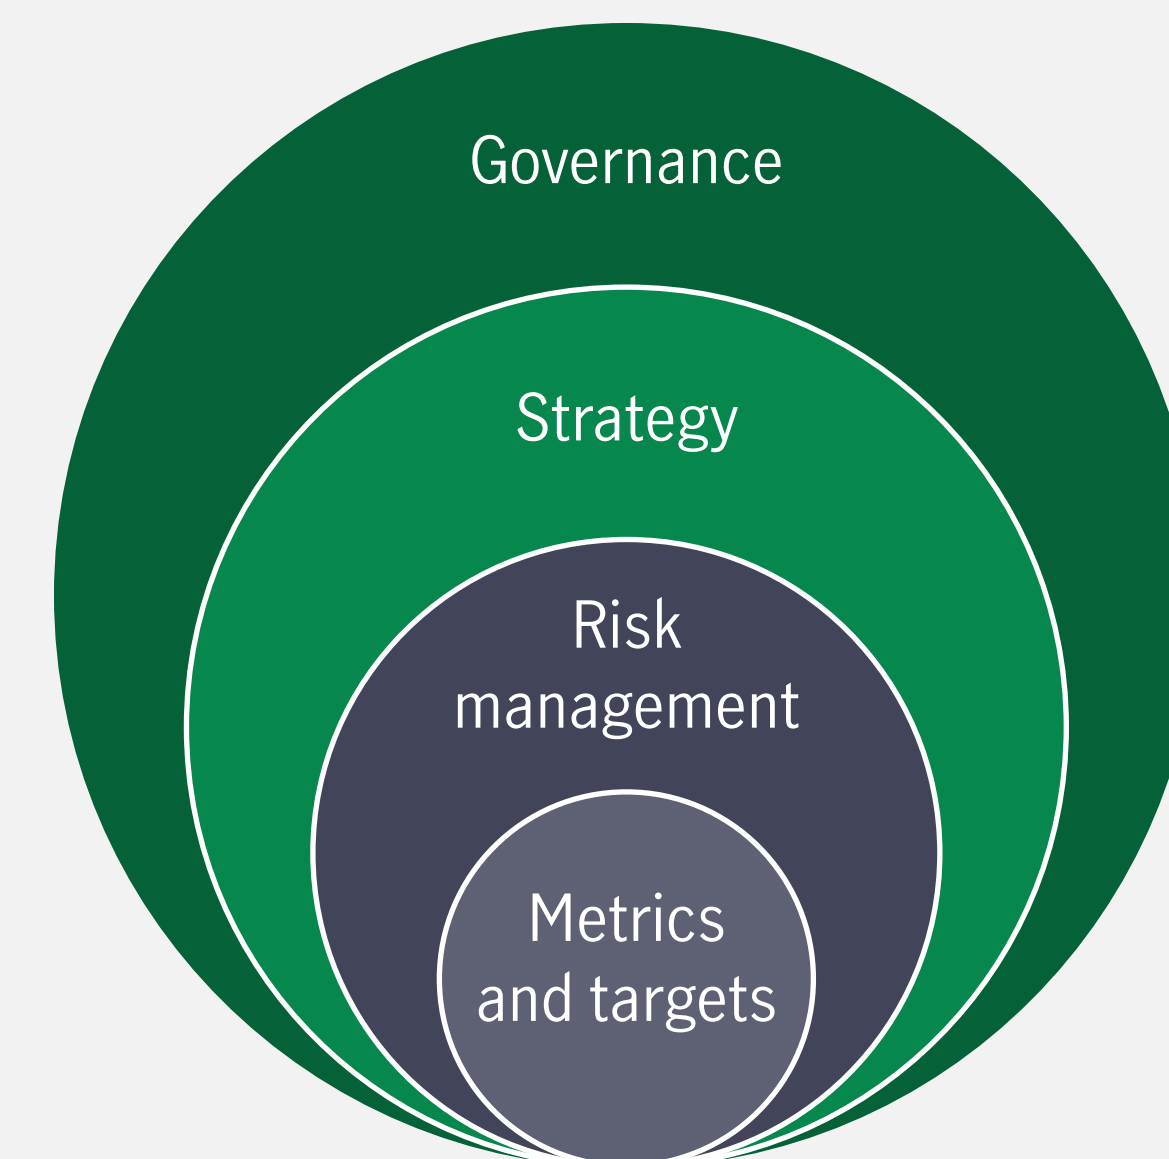 Governance
Strategy
Risk
management
Metrics
and targets